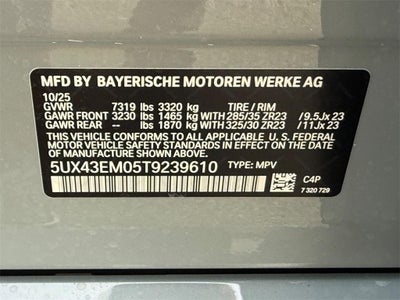 MFD BY BAYERISCHE MOTOREN WERKE AG
10/25
GVWR 7319 lbs 3320 kg TIRE / RIM
GAWR FRONT 3230 lbs 1465 kg 285/35 ZR23 / 9.5Jx 23
GAWR REAR -- lbs 1870 kg 325/30 ZR23 / 11Jx 23
THIS VEHICLE CONFORMS TO ALL APPLICABLE U.S. FEDERAL
MOTOR VEHICLE SAFETY STANDARDS
IN EFFECT ON THE DATE OF MANUFACTURE SHOWN ABOVE.
5UX43EM05T9239610 TYPE: MPV
C4P
7 320 729